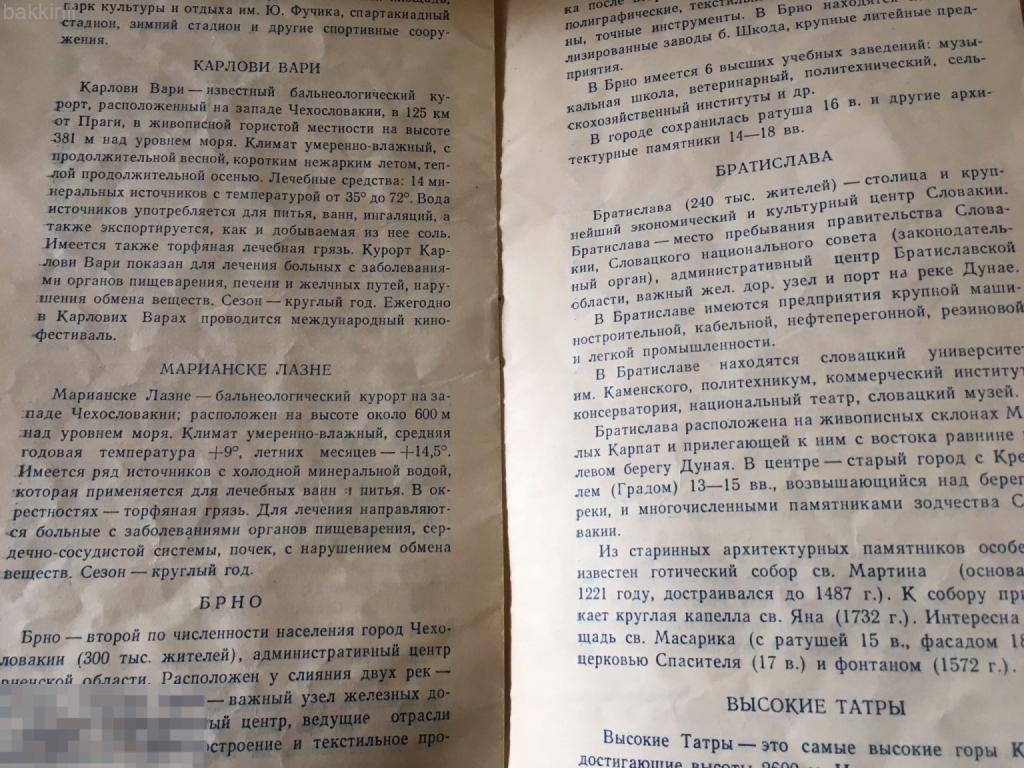 bakkinn
парк культуры и отдыха им. Ю. Фучика, спартакиадный
стадион, зимний стадион и другие спортивные соору-
жения.
КАРЛОВИ ВАРИ
Карлови Вари — известный бальнеологический ку-
рорт, расположенный на западе Чехословакии, в 125 км
от Праги, в живописной гористой местности на высоте
381 м над уровнем моря. Климат умеренно-влажный, с
продолжительной весной, коротким нежарким летом, теп-
лой продолжительной осенью. Лечебные средства: 14 ми-
неральных источников с температурой от 35° до 72°. Вода
источников употребляется для питья, ванн, ингаляций, а
также экспортируется, как и добываемая из нее соль.
Имеется также торфяная лечебная грязь. Курорт Кар-
лови Вари показан для лечения больных с заболевания-
ми органов пищеварения, печени и желчных путей, нару-
шения обмена веществ. Сезон — круглый год. Ежегодно
в Карлових Варах проводится международный кино-
фестиваль.
МАРИАНСКЕ ЛАЗНЕ
Марианске Лазне — бальнеологический курорт на за-
паде Чехословакии; расположен на высоте около 600 м
над уровнем моря. Климат умеренно-влажный, средняя
годовая температура +9°, летних месяцев — +14,5°.
Имеется ряд источников с холодной минеральной водой,
которая применяется для лечебных ванн и питья. В ок-
рестностях — торфяная грязь. Для лечения направляют-
ся больные с заболеваниями органов пищеварения, сер-
дечно-сосудистой системы, почек, с нарушением обмена
веществ. Сезон — круглый год.
БРНО
Брно — второй по численности населения город Чехо-
словакии (300 тыс. жителей), административный центр
области. Расположен у слияния двух рек —
— важный узел железных до-
ый центр, ведущие отрасли
остроение и текстильное про-
ка после
полиграфические,
ны, точные инструменты. В Брно находятся
лизированные заводы б. Шкода, крупные литейные пред-
приятия.
В Брно имеется 6 высших учебных заведений: музы-
кальная школа, ветеринарный, политехнический, сель-
скохозяйственный институты и др.
В городе сохранилась ратуша 16 в. и другие архи-
тектурные памятники 14—18 вв.
БРАТИСЛАВА
Братислава (240 тыс. жителей) — столица и круп-
нейший экономический и культурный центр Словакии.
Братислава — место пребывания правительства Слова-
кии, Словацкого национального совета (законодатель-
ный орган), административный центр Братиславской
области, важный жел. дор. узел и порт на реке Дунае.
В Братиславе имеются предприятия крупной маши-
ностроительной, кабельной, нефтеперегонной, резиновой
и легкой промышленности.
В Братиславе находятся словацкий университет
им. Каменского, политехникум, коммерческий институт
консерватория, национальный театр, словацкий музей.
Братислава расположена на живописных склонах М
лых Карпат и прилегающей к ним с востока равнине
левом берегу Дуная. В центре — старый город с Кре
лем (Градом) 13—15 вв., возвышающийся над берег
реки, и многочисленными памятниками зодчества С
вакии.
Из старинных архитектурных памятников особе
известен готический собор св. Мартина (основа
1221 году, достраивался до 1487 г.). К собору при
кает круглая капелла св. Яна (1732 г.). Интересна
щадь св. Масарика (с ратушей 15 в., фасадом 18
церковью Спасителя (17 в.) и фонтаном (1572 г.).
ВЫСОКИЕ ТАТРЫ
Высокие Татры — это самые высокие горы К
достигающие высоты